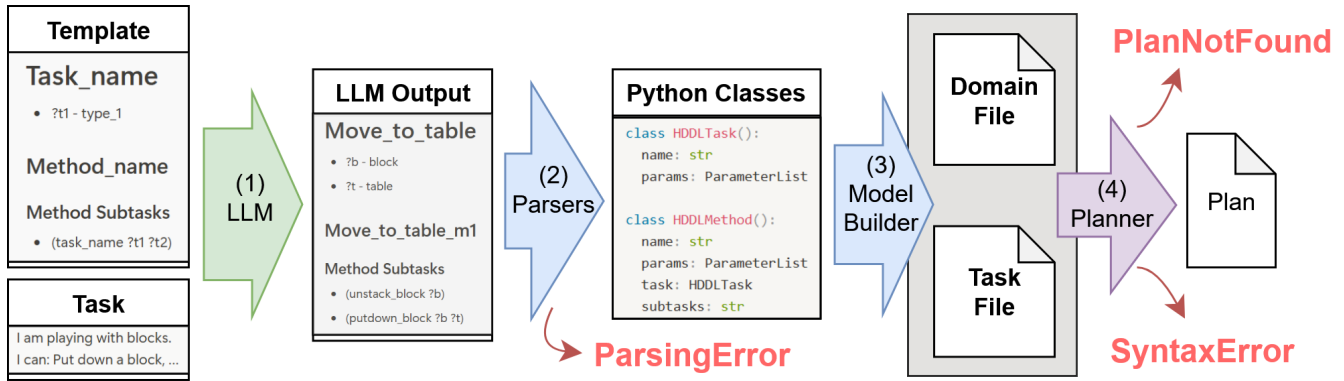 Template
Task_name
• ?t1 - type_1
Method_name
Method Subtasks
• (task_name ?t1 ?t2)
Task
I am playing with blocks.
I can: Put down a block, ...
(1)
LLM
LLM Output
Move_to_table
• ?b - block
• ?t - table
Move_to_table_m1
Method Subtasks
• (unstack_block ?b)
• (putdown_block ?b ?t)
(2)
Parsers
ParsingError
Python Classes
class HDDLTask():
name: str
params: ParameterList
class HDDLMethod():
name: str
params: ParameterList
task: HDDLTask
subtasks: str
(3)
Model
Builder
Domain
File
Task
File
(4)
Planner
PlanNotFound
Plan
SyntaxError